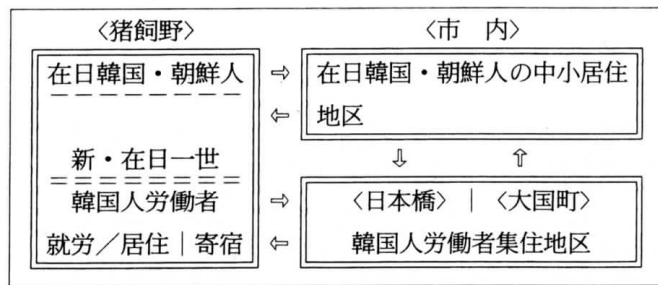 〈猪飼野〉
〈市　内〉
在日韓国・朝鮮人
新・在日一世
韓国人労働者
就労／居住｜寄宿
⇨
⇦
⇨
⇦
在日韓国・朝鮮人の中小居住
地区
⇩　⇧
〈日本橋〉｜〈大国町〉
韓国人労働者集住地区